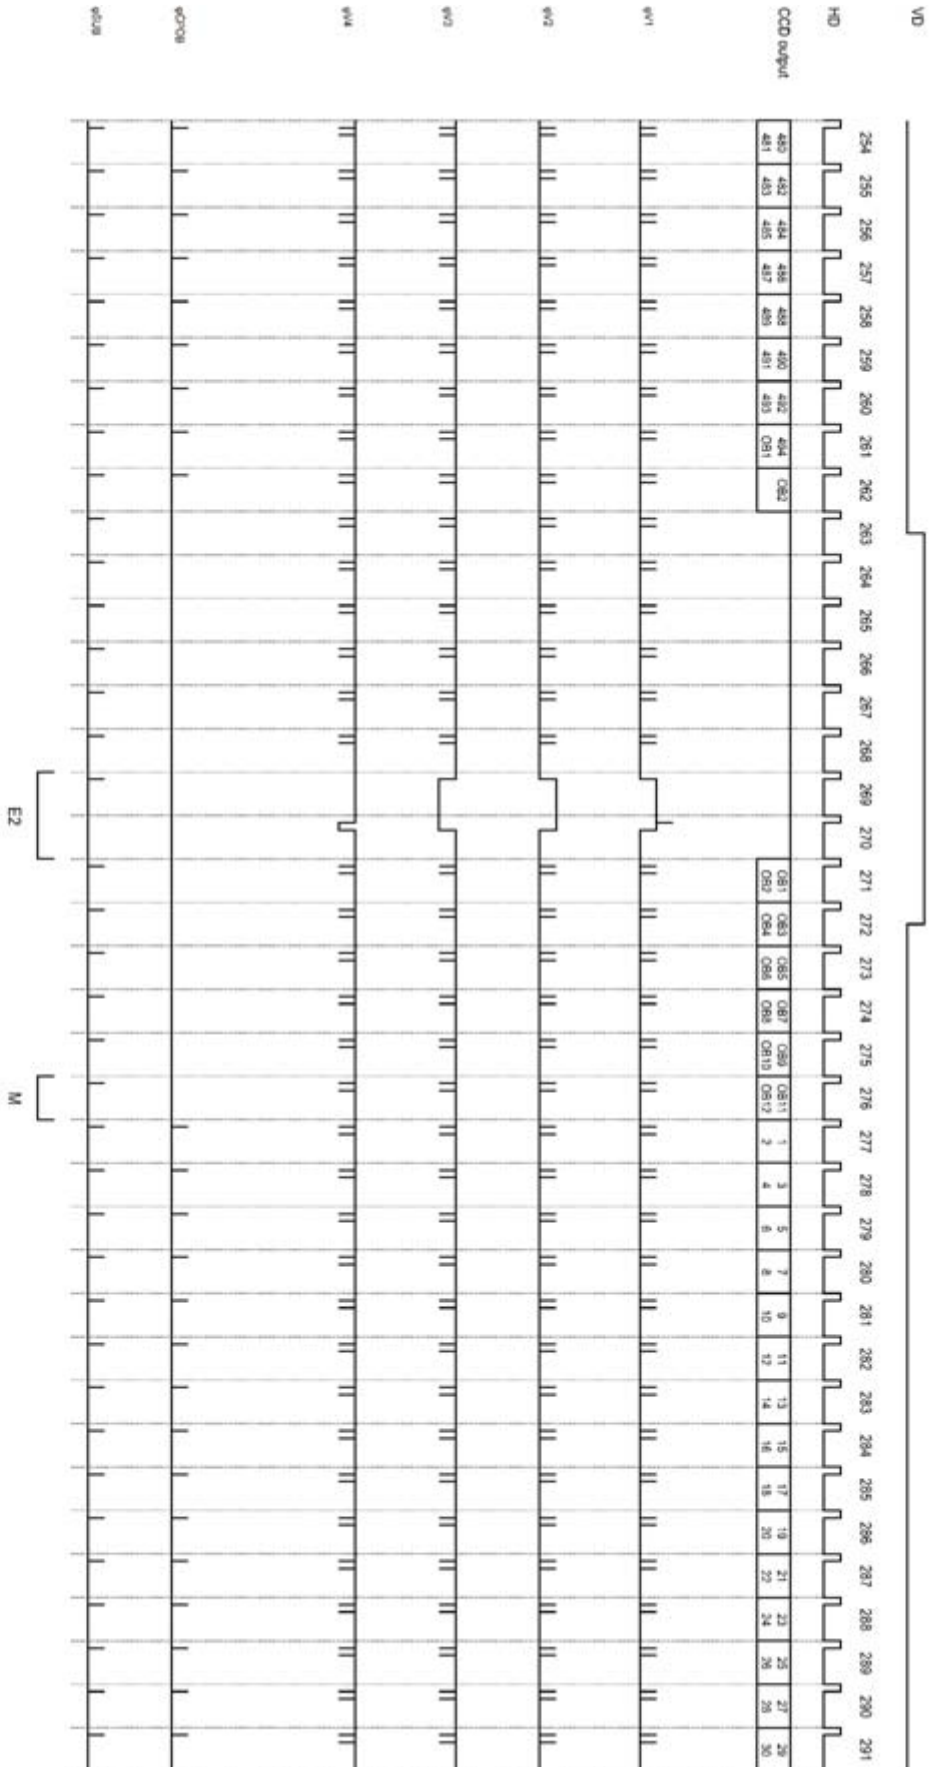 VD
HD
254 255 256 257 258 259 260 261 262 263 264 265 266 267 268 269 270 271 272 273 274 275 276 277 278 279 280 281 282 283 284 285 286 287 288 289 290 291
CCD output
480 482 484 486 488 490 492 494 OB2 OB1 OB3 OB5 OB7 OB9 OB11 1 3 5 7 9 11 13 15 17 19 21 23 25 27 29
481 483 485 487 489 491 493 OB1 OB2 OB4 OB6 OB8 OB10 OB12 2 4 6 8 10 12 14 16 18 20 22 24 26 28 30
φV1
φV2
φV3
φV4
φCPOB
φSUB
E2 M